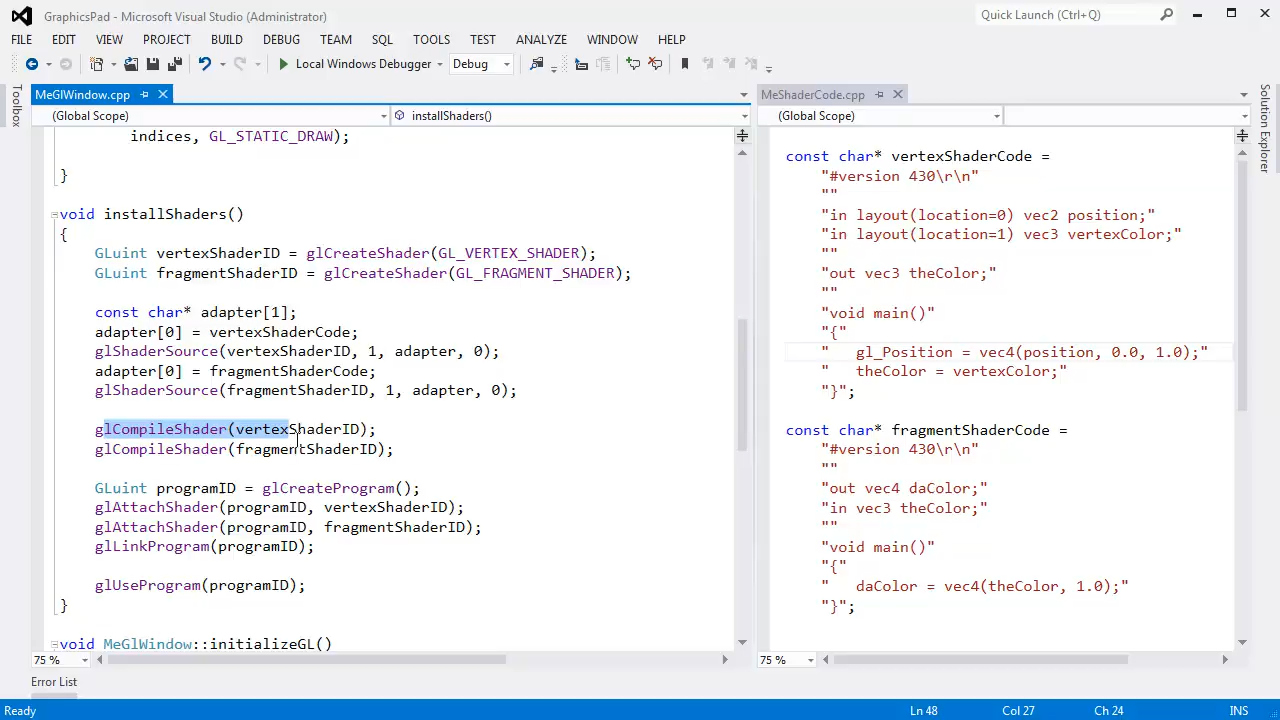 GraphicsPad - Microsoft Visual Studio (Administrator)
Quick Launch (Ctrl+Q)
FILE EDIT VIEW PROJECT BUILD DEBUG TEAM SQL TOOLS TEST ANALYZE WINDOW HELP
Local Windows Debugger Debug
Toolbox
MeGlWindow.cpp
(Global Scope) installShaders()
indices, GL_STATIC_DRAW);
}
void installShaders()
{
GLuint vertexShaderID = glCreateShader(GL_VERTEX_SHADER);
GLuint fragmentShaderID = glCreateShader(GL_FRAGMENT_SHADER);
const char* adapter[1];
adapter[0] = vertexShaderCode;
glShaderSource(vertexShaderID, 1, adapter, 0);
adapter[0] = fragmentShaderCode;
glShaderSource(fragmentShaderID, 1, adapter, 0);
glCompileShader(vertexShaderID);
glCompileShader(fragmentShaderID);
GLuint programID = glCreateProgram();
glAttachShader(programID, vertexShaderID);
glAttachShader(programID, fragmentShaderID);
glLinkProgram(programID);
glUseProgram(programID);
}
void MeGlWindow::initializeGL()
75 %
MeShaderCode.cpp
(Global Scope)
const char* vertexShaderCode =
"#version 430\r\n"
""
"in layout(location=0) vec2 position;"
"in layout(location=1) vec3 vertexColor;"
""
"out vec3 theColor;"
""
"void main()"
"{"
"   gl_Position = vec4(position, 0.0, 1.0);"
"   theColor = vertexColor;"
"}";
const char* fragmentShaderCode =
"#version 430\r\n"
""
"out vec4 daColor;"
"in vec3 theColor;"
""
"void main()"
"{"
"   daColor = vec4(theColor, 1.0);"
"}";
75 %
Solution Explorer
Error List
Ready Ln 48 Col 27 Ch 24 INS